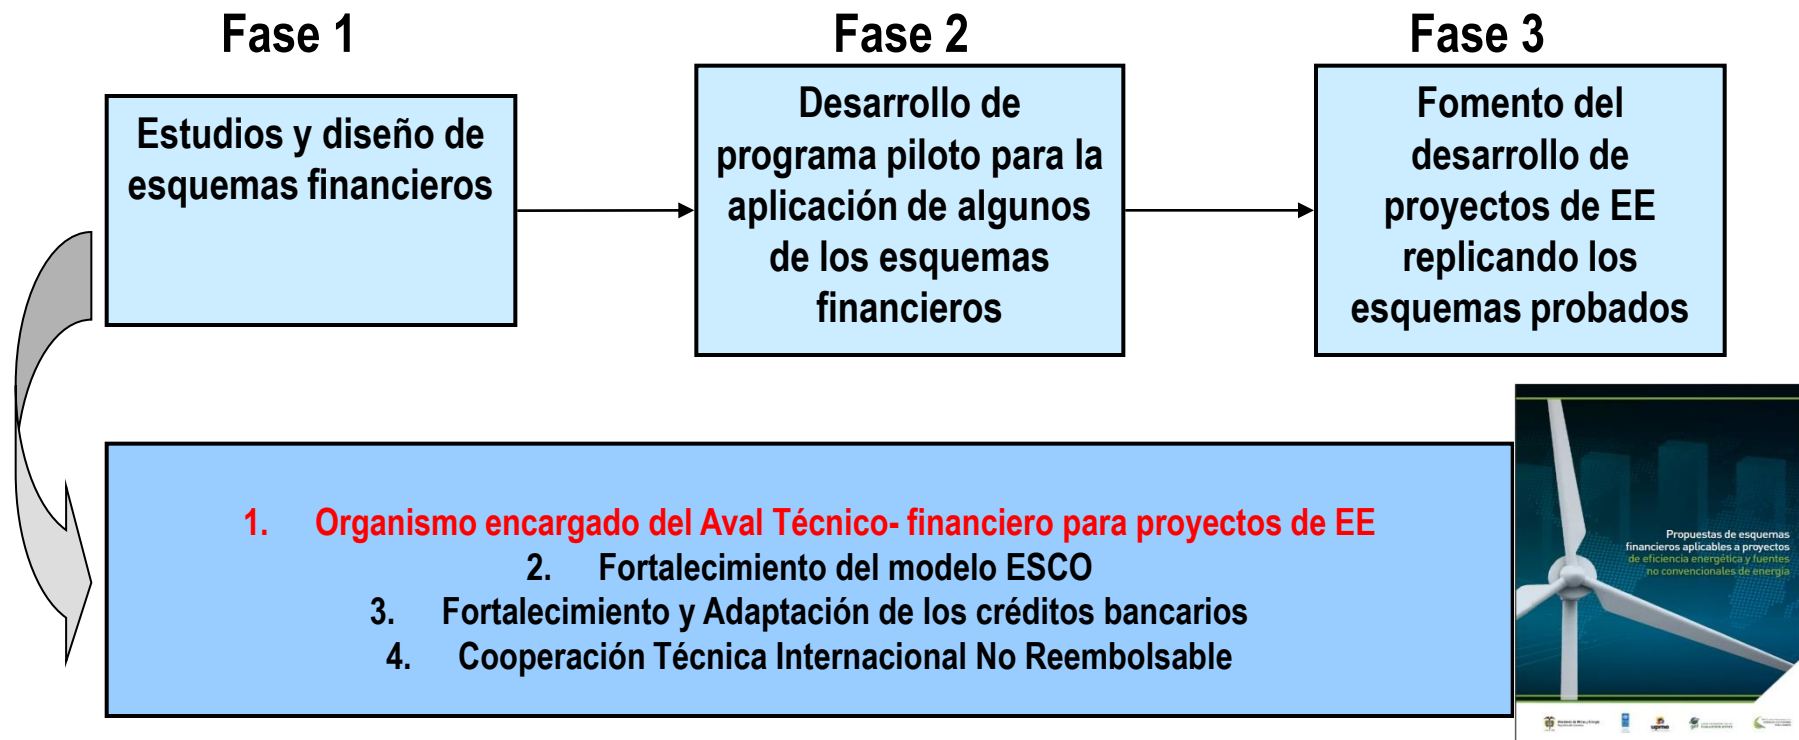 Fase 1
Fase 2
Fase 3
Estudios y diseño de
esquemas financieros
Desarrollo de
programa piloto para la
aplicación de algunos
de los esquemas
financieros
Fomento del
desarrollo de
proyectos de EE
replicando los
esquemas probados
1. Organismo encargado del Aval Técnico- financiero para proyectos de EE
2. Fortalecimiento del modelo ESCO
3. Fortalecimiento y Adaptación de los créditos bancarios
4. Cooperación Técnica Internacional No Reembolsable
Propuestas de esquemas
financieros aplicables a proyectos
de eficiencia energética y fuentes
no convencionales de energía
upme